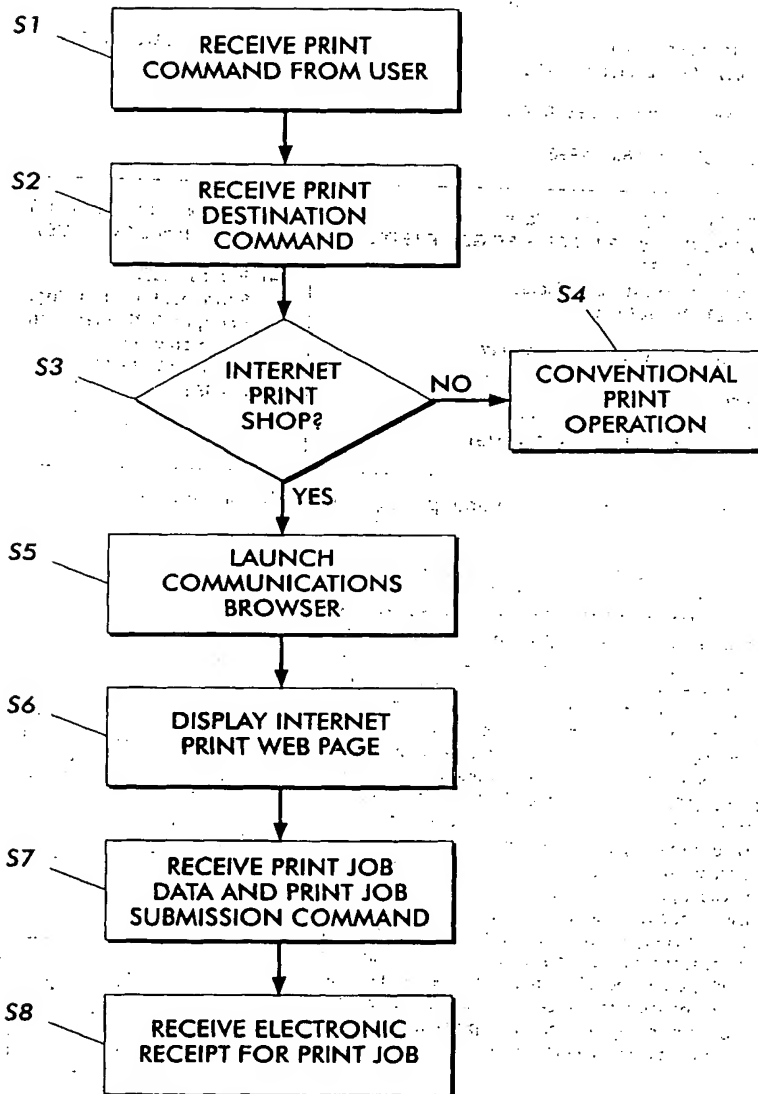 S1
RECEIVE PRINT
COMMAND FROM USER
S2
RECEIVE PRINT
DESTINATION
COMMAND
S3
INTERNET
PRINT
SHOP?
NO
S4
CONVENTIONAL
PRINT
OPERATION
YES
S5
LAUNCH
COMMUNICATIONS
BROWSER
S6
DISPLAY INTERNET
PRINT WEB PAGE
S7
RECEIVE PRINT JOB
DATA AND PRINT JOB
SUBMISSION COMMAND
S8
RECEIVE ELECTRONIC
RECEIPT FOR PRINT JOB